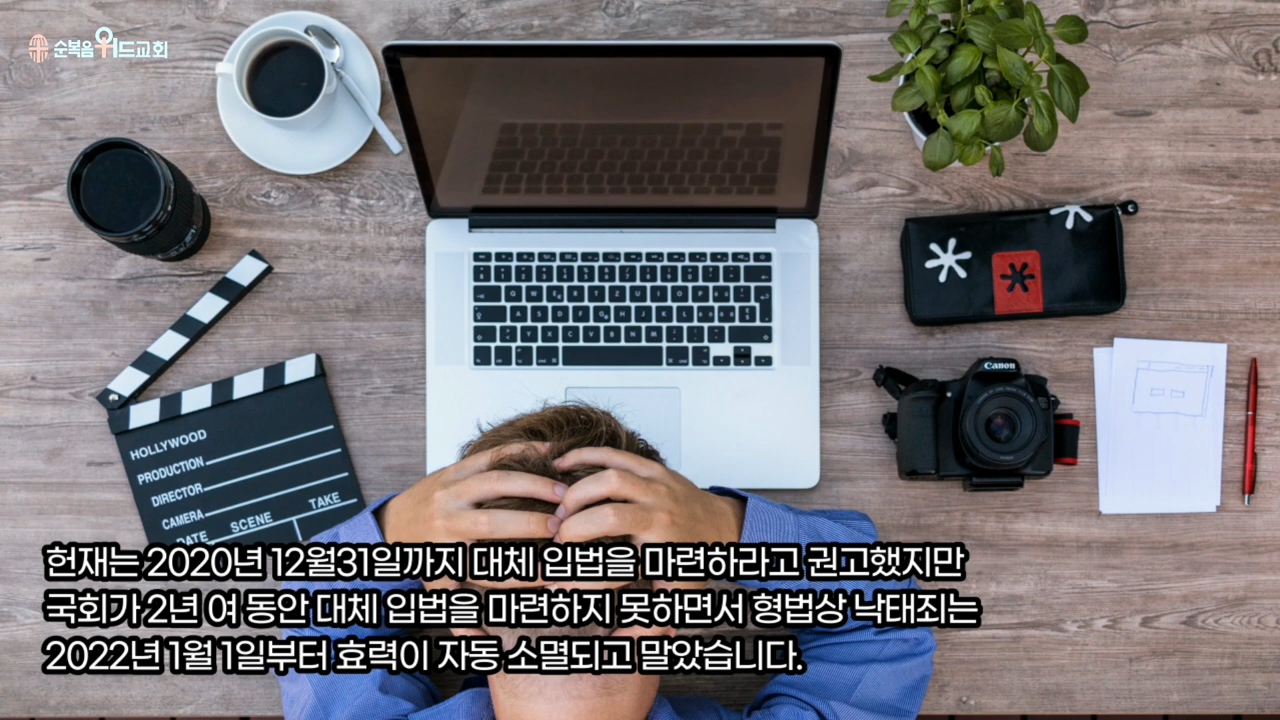 순복음워드교회
HOLLYWOOD
PRODUCTION
DIRECTOR
CAMERA
DATE SCENE TAKE
Canon
헌재는 2020년 12월31일까지 대체 입법을 마련하라고 권고했지만
국회가 2년 여 동안 대체 입법을 마련하지 못하면서 형법상 낙태죄는
2022년 1월 1일부터 효력이 자동 소멸되고 말았습니다.